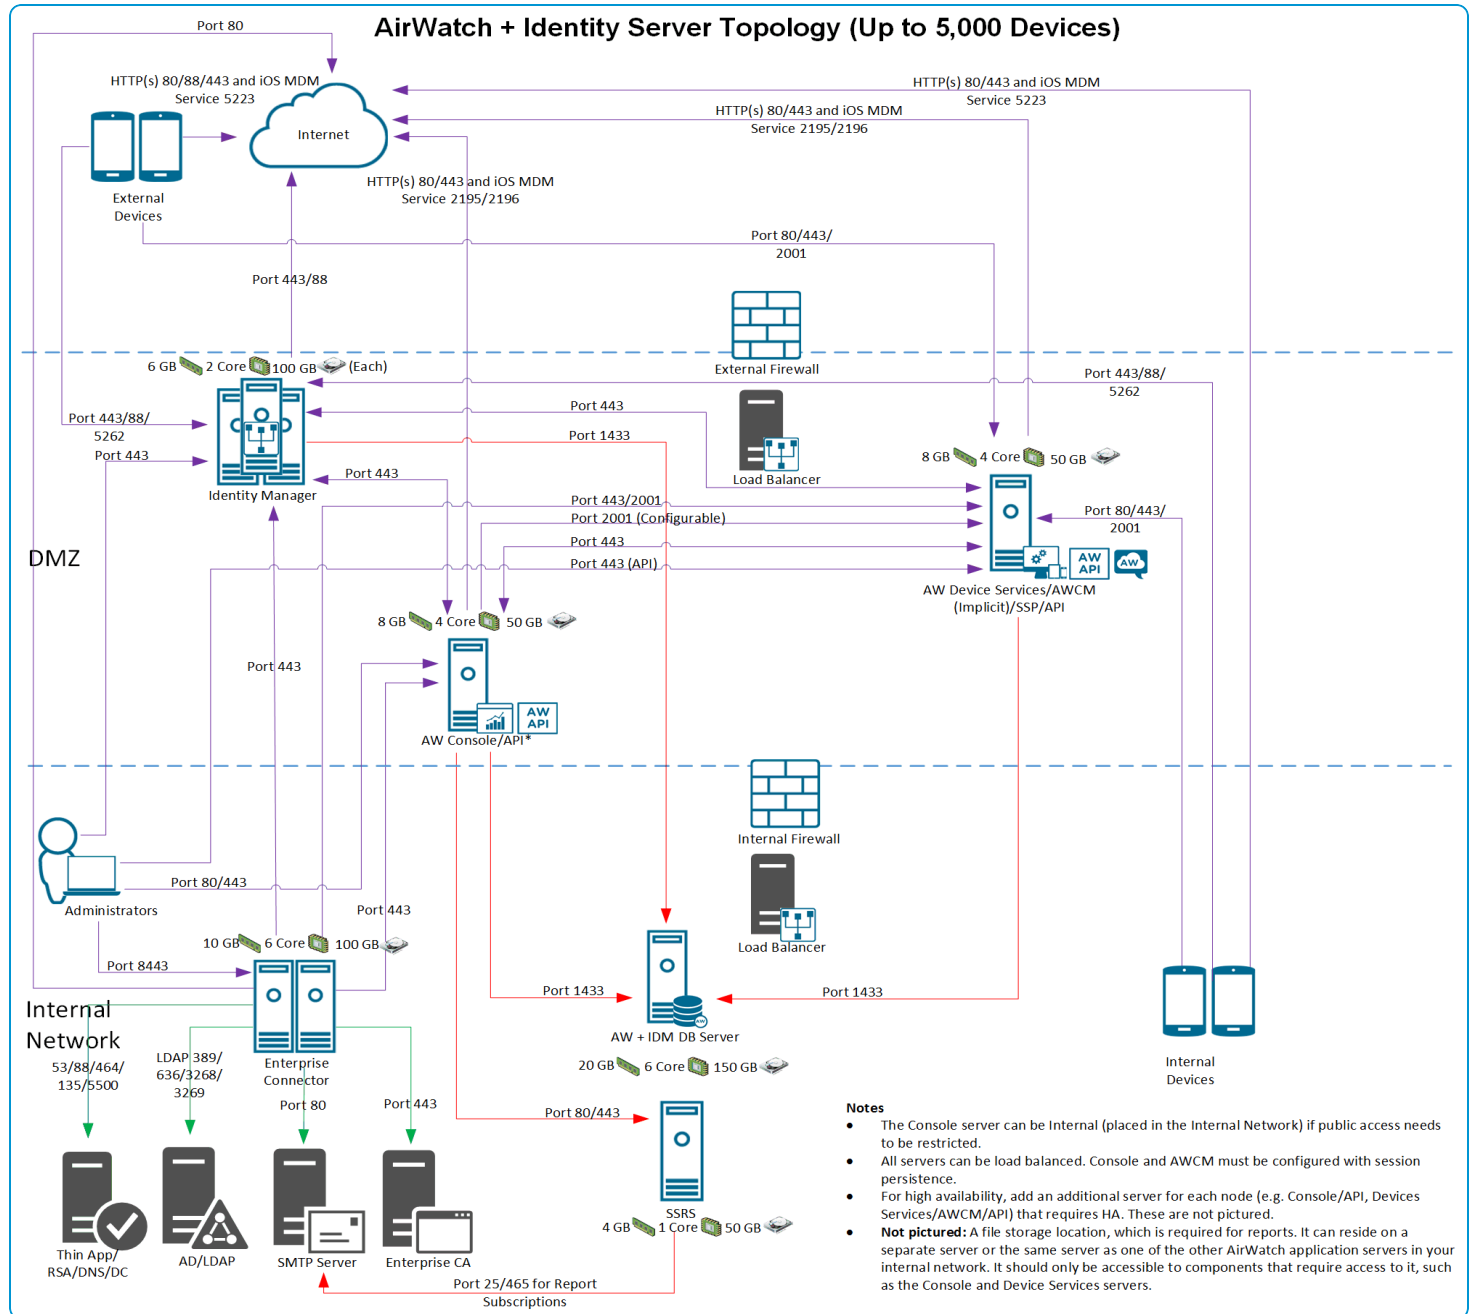 AirWatch + Identity Server Topology (Up to 5,000 Devices)
Port 80
HTTP(s) 80/88/443 and iOS MDM
Service 5223
HTTP(s) 80/443 and iOS MDM
Service 5223
HTTP(s) 80/443 and iOS MDM
Service 2195/2196
Internet
HTTP(s) 80/443 and iOS MDM
Service 2195/2196
External
Devices
Port 80/443/
2001
Port 443/88
External Firewall
6 GB
2 Core
100 GB
(Each)
Port 443/88/
5262
Port 443
Port 443/88/
5262
Port 1433
Port 443
8 GB
4 Core
50 GB
Port 443
Load Balancer
Identity Manager
Port 443/2001
Port 2001 (Configurable)
Port 80/443/
2001
Port 443
DMZ
Port 443 (API)
AW
API
AW
AW Device Services/AWCM
(Implicit)/SSP/API
8 GB
4 Core
50 GB
Port 443
AW
API
AW Console/API*
Internal Firewall
Port 80/443
Administrators
Port 443
10 GB
6 Core
100 GB
Load Balancer
Port 8443
Port 1433
Port 1433
Internal
Network
AW
AW + IDM DB Server
53/88/464/
135/5500
LDAP 389/
636/3268/
3269
Enterprise
Connector
20 GB
6 Core
150 GB
Internal
Devices
Port 80
Port 443
Port 80/443
Notes
• The Console server can be Internal (placed in the Internal Network) if public access needs
to be restricted.
• All servers can be load balanced. Console and AWCM must be configured with session
persistence.
• For high availability, add an additional server for each node (e.g. Console/API, Devices
Services/AWCM/API) that requires HA. These are not pictured.
• Not pictured: A file storage location, which is required for reports. It can reside on a
separate server or the same server as one of the other AirWatch application servers in your
internal network. It should only be accessible to components that require access to it, such
as the Console and Device Services servers.
SSRS
4 GB
1 Core
50 GB
Thin App/
RSA/DNS/DC
AD/LDAP
SMTP Server
Enterprise CA
Port 25/465 for Report
Subscriptions